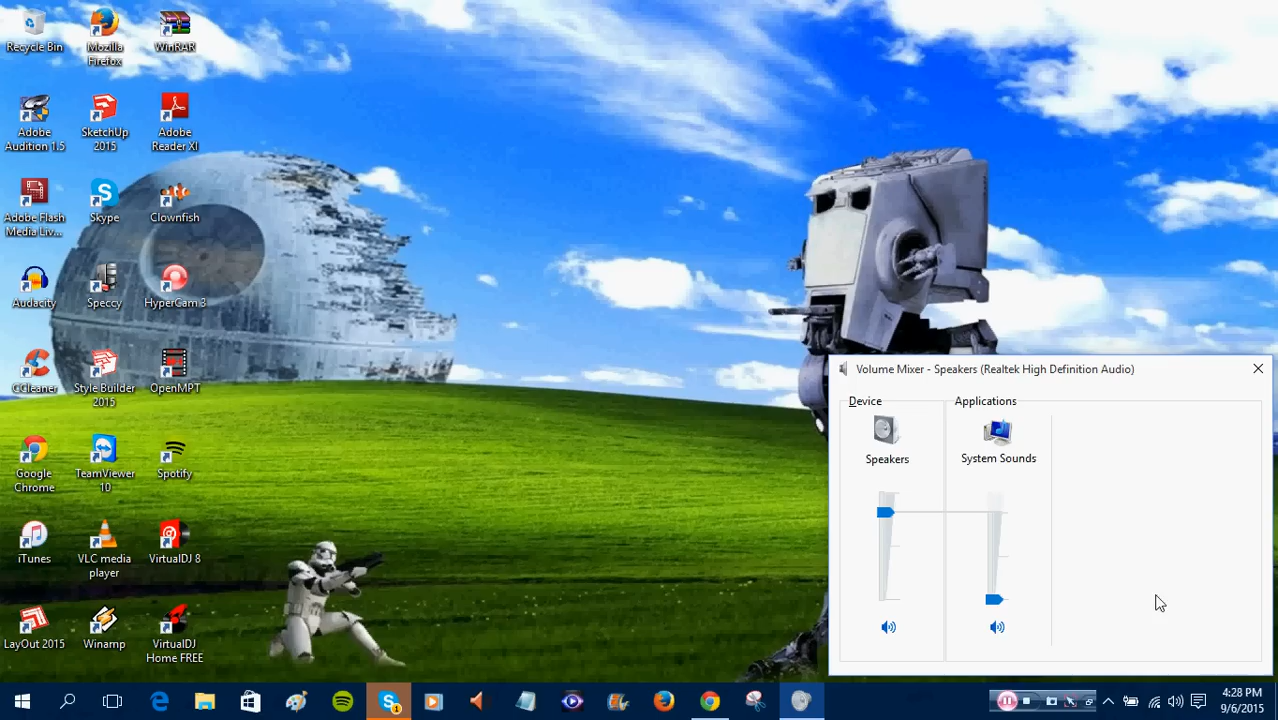 Recycle Bin
Mozilla
Firefox
WinRAR
Adobe
Audition 1.5
SketchUp
2015
Adobe
Reader XI
Adobe Flash
Media Liv...
Skype
Clownfish
Audacity
Speccy
HyperCam 3
CCleaner
Style Builder
2015
OpenMPT
Google
Chrome
TeamViewer
10
Spotify
iTunes
VLC media
player
VirtualDJ 8
LayOut 2015
Winamp
VirtualDJ
Home FREE
Volume Mixer - Speakers (Realtek High Definition Audio)
Device
Applications
Speakers
System Sounds
1
4:28 PM
9/6/2015